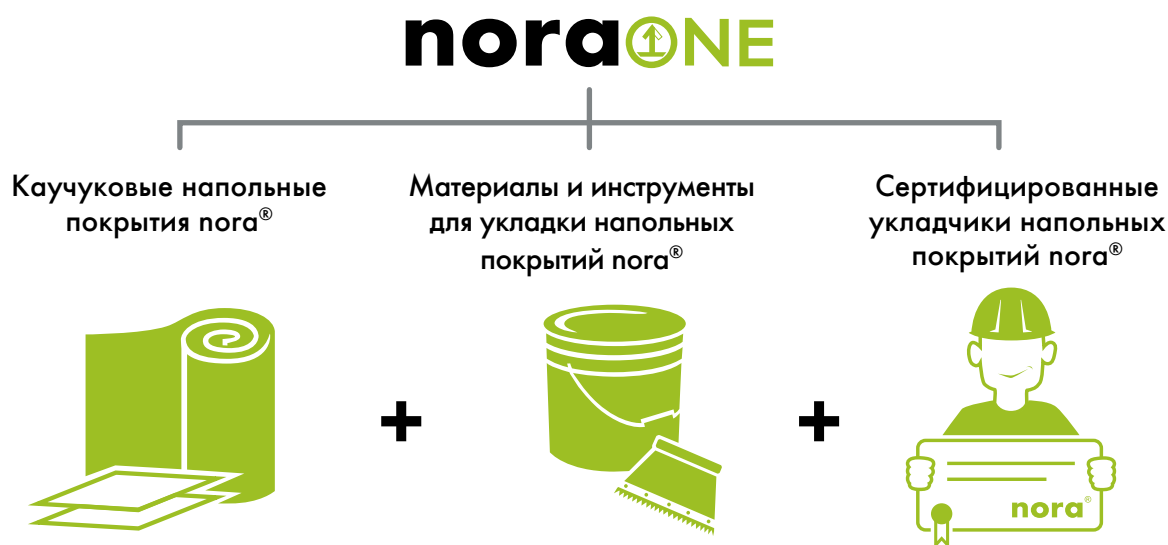 noraONE
Каучуковые напольные
покрытия nora®
Материалы и инструменты
для укладки напольных
покрытий nora®
Сертифицированные
укладчики напольных
покрытий nora®
+
+
nora®